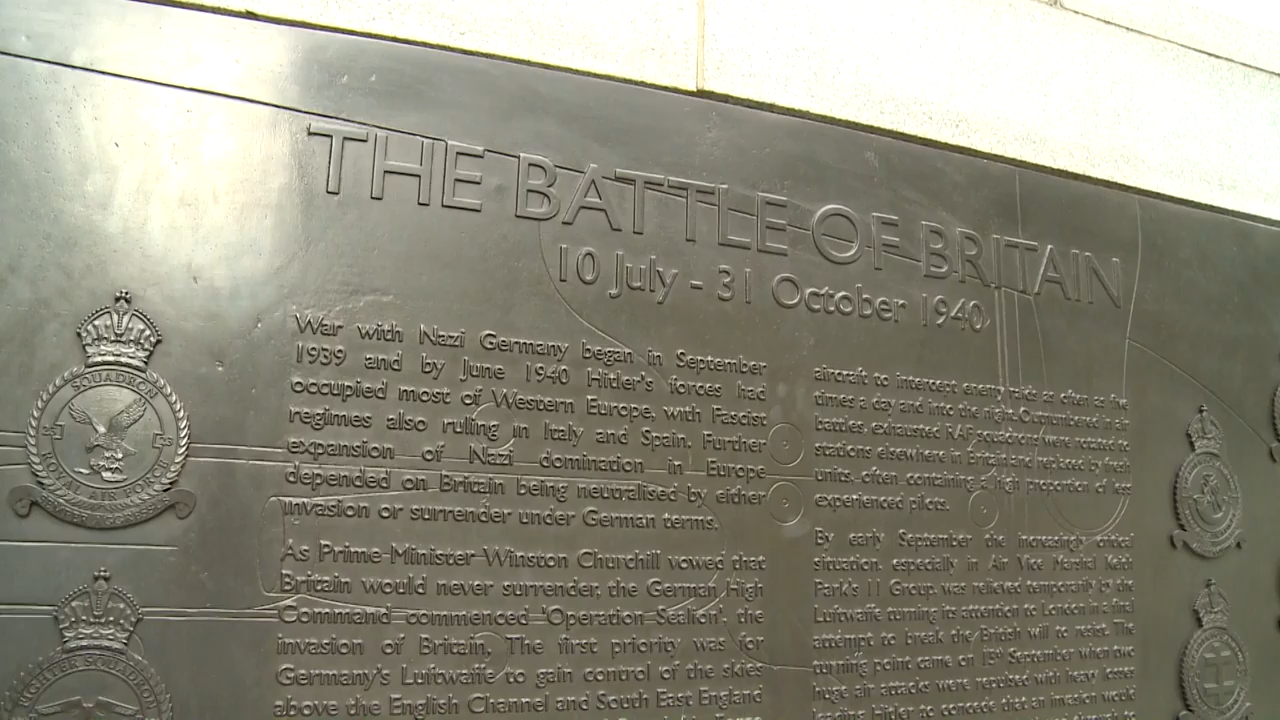 THE BATTLE OF BRITAIN
10 July - 31 October 1940
War with Nazi Germany began in September
1939 and by June 1940 Hitler's forces had
occupied most of Western Europe, with Fascist
regimes also ruling in Italy and Spain. Further
expansion of Nazi domination in Europe
depended on Britain being neutralised by either
invasion or surrender under German terms.
As Prime Minister Winston Churchill vowed that
Britain would never surrender, the German High
Command commenced 'Operation Sealion', the
invasion of Britain. The first priority was for
Germany's Luftwaffe to gain control of the skies
above the English Channel and South East England
aircraft to intercept enemy raids as often as five
times a day and into the night. Outnumbered in air
battles, exhausted RAF squadrons were rotated to
stations elsewhere in Britain and replaced by fresh
units, often containing a high proportion of less
experienced pilots.
By early September the increasingly critical
situation, especially in Air Vice Marshal Keith
Park's 11 Group, was relieved temporarily by the
Luftwaffe turning its attention to London in a final
attempt to break the British will to resist. The
turning point came on 15th September when two
huge air attacks were repulsed with heavy losses
leading Hitler to concede that an invasion would
SQUADRON
ROYAL AIR FORCE
FIGHTER SQUADRON